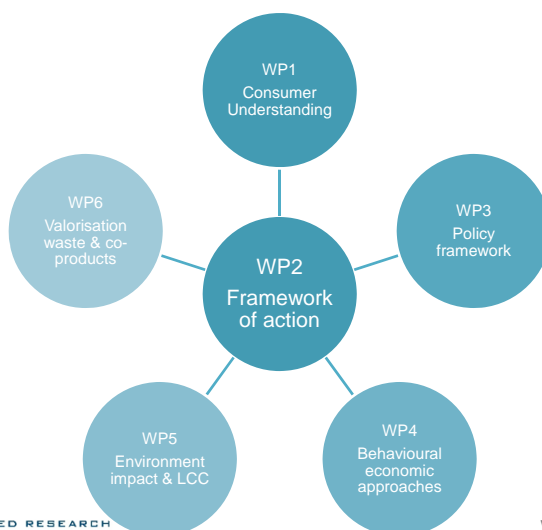 WP1
Consumer
Understanding
WP6
Valorisation
waste & co-
products
WP3
Policy
framework
WP2
Framework
of action
WP5
Environment
impact & LCC
WP4
Behavioural
economic
approaches
ED RESEARCH